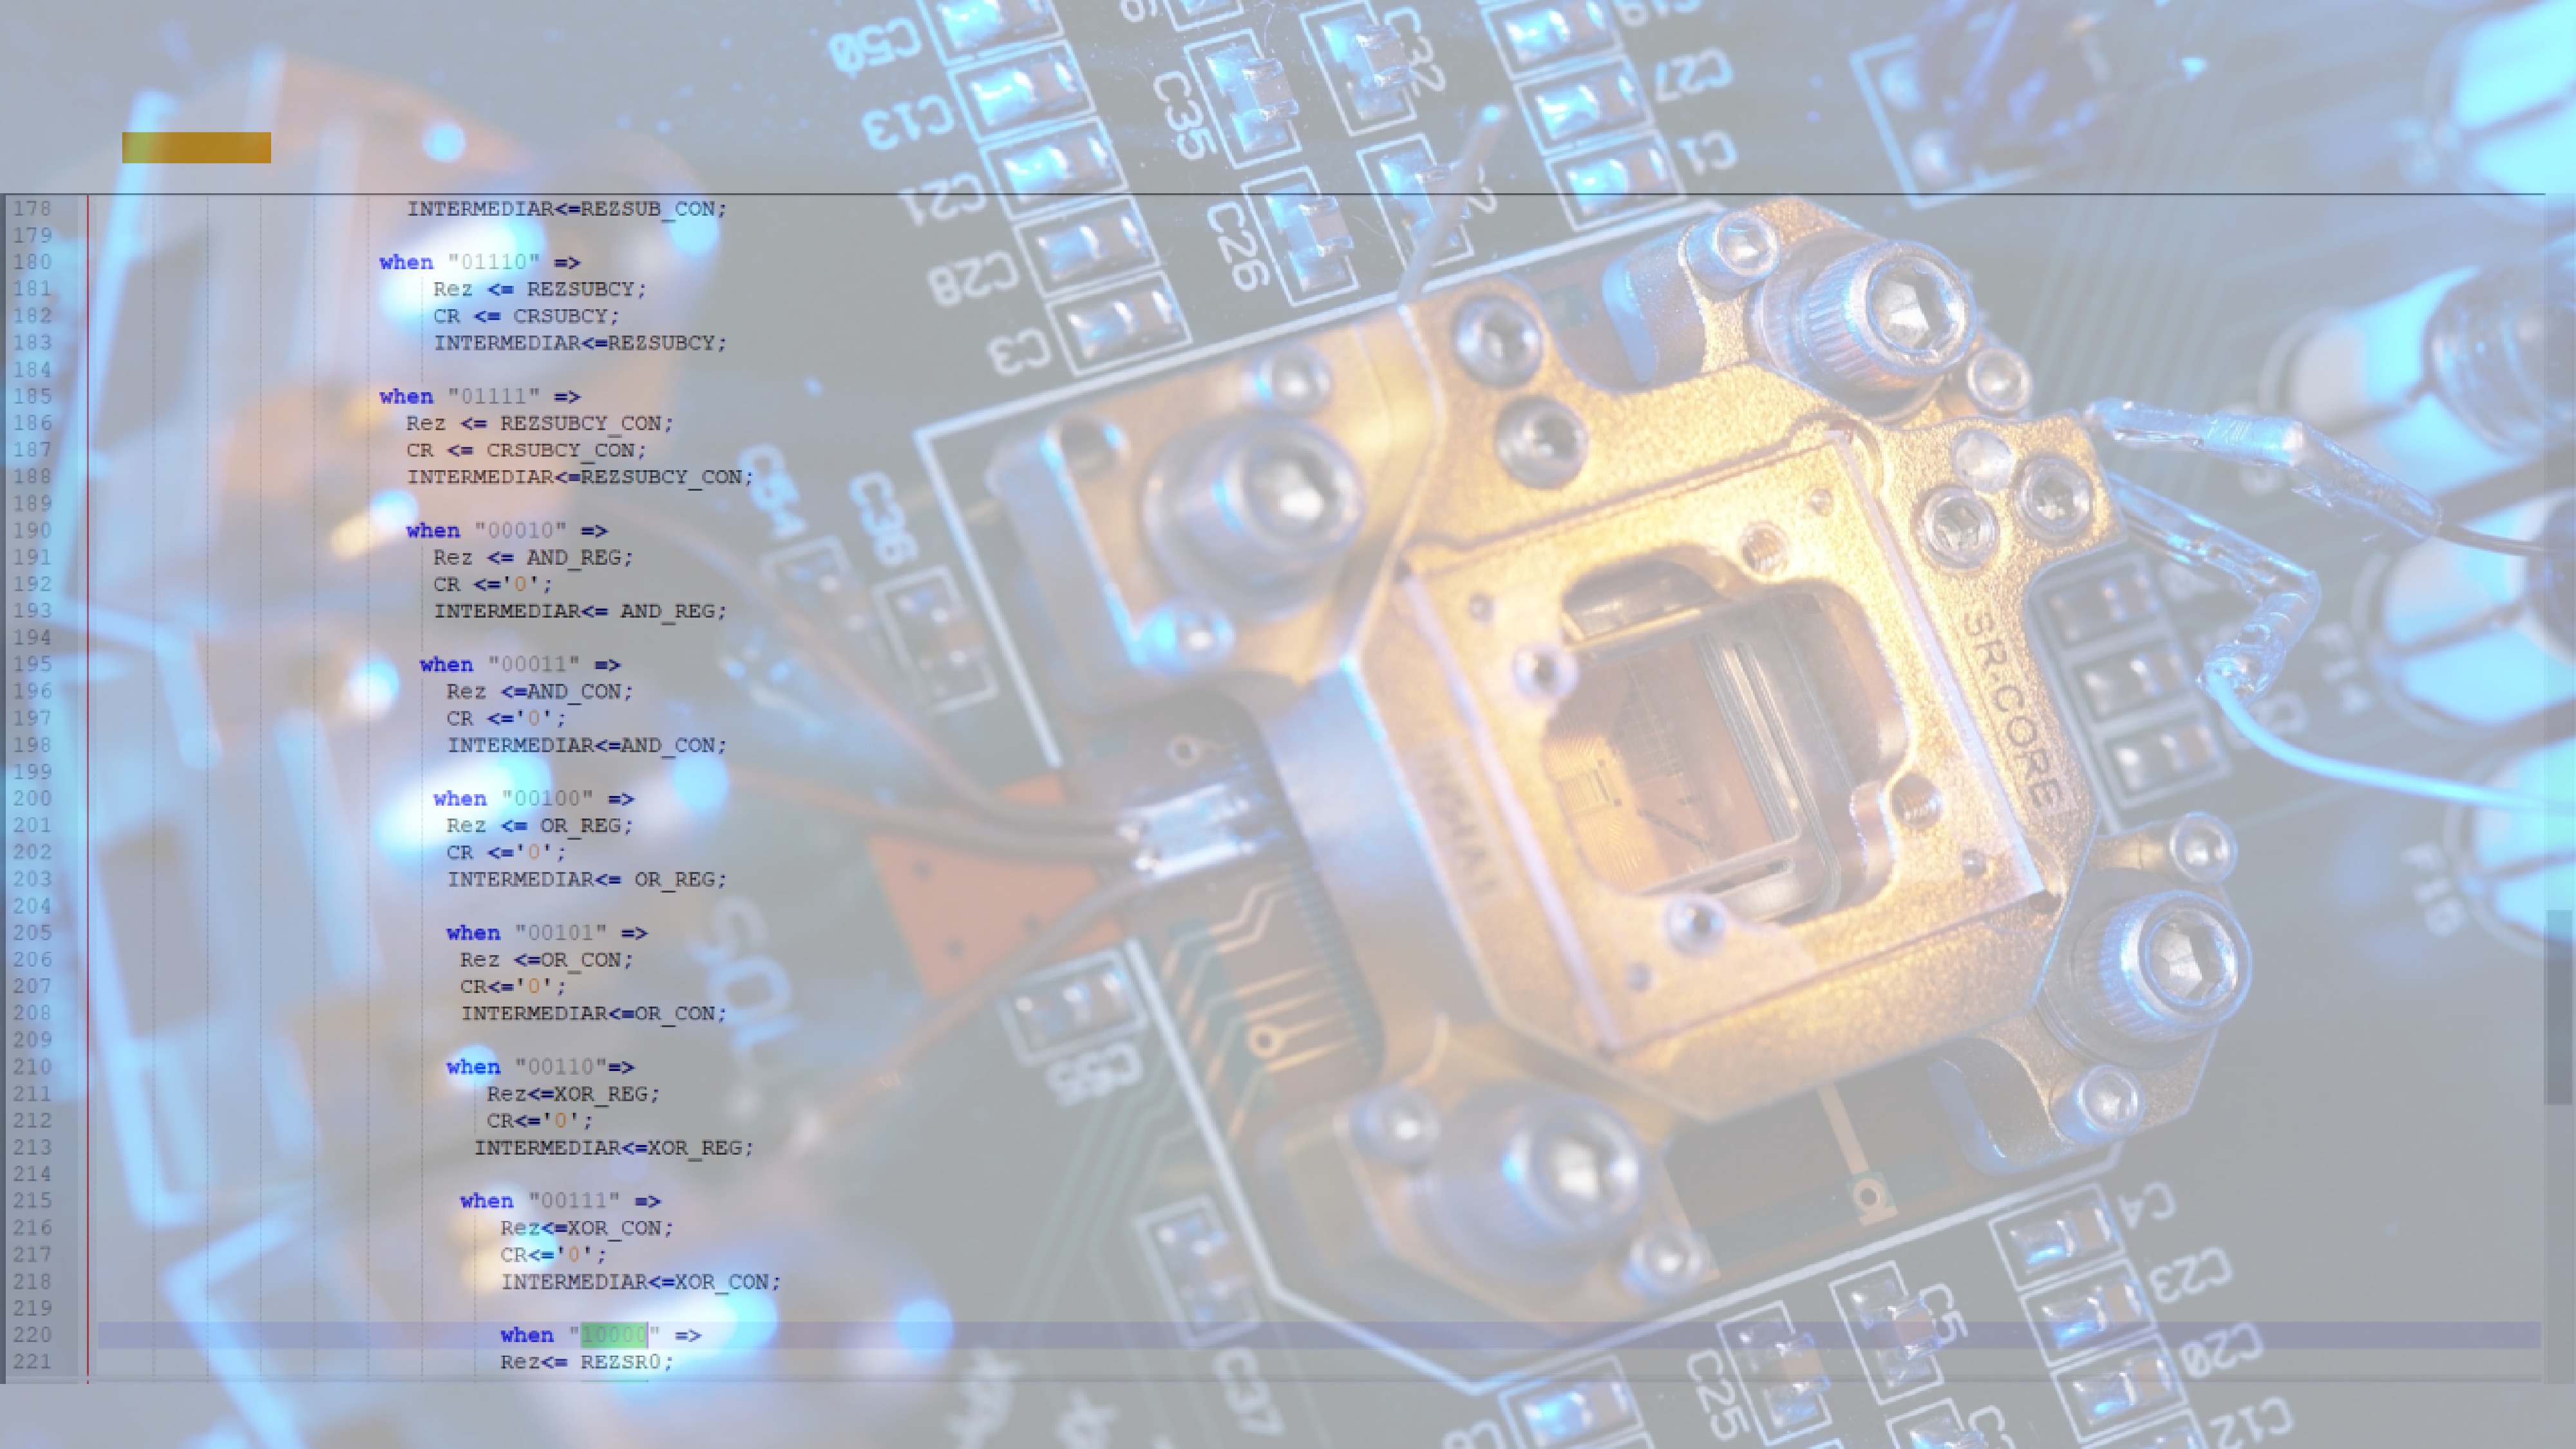 178 INTERMEDIAR<=REZSUB_CON;
179
180 when "01110" =>
181 Rez <= REZSUBCY;
182 CR <= CRSUBCY;
183 INTERMEDIAR<=REZSUBCY;
184
185 when "01111" =>
186 Rez <= REZSUBCY_CON;
187 CR <= CRSUBCY_CON;
188 INTERMEDIAR<=REZSUBCY_CON;
189
190 when "00010" =>
191 Rez <= AND_REG;
192 CR <='0';
193 INTERMEDIAR<= AND_REG;
194
195 when "00011" =>
196 Rez <=AND_CON;
197 CR <='0';
198 INTERMEDIAR<=AND_CON;
199
200 when "00100" =>
201 Rez <= OR_REG;
202 CR <='0';
203 INTERMEDIAR<= OR_REG;
204
205 when "00101" =>
206 Rez <=OR_CON;
207 CR<='0';
208 INTERMEDIAR<=OR_CON;
209
210 when "00110"=>
211 Rez<=XOR_REG;
212 CR<='0';
213 INTERMEDIAR<=XOR_REG;
214
215 when "00111" =>
216 Rez<=XOR_CON;
217 CR<='0';
218 INTERMEDIAR<=XOR_CON;
219
220 when "10000" =>
221 Rez<= REZSR0;
C50
C13
C21
C28
C3
C35
C26
C32
C19
C27
C1
C54
C36
SR-CORE
F14
F15
C55
C37
C4
C23
C20
C12
C5
C25